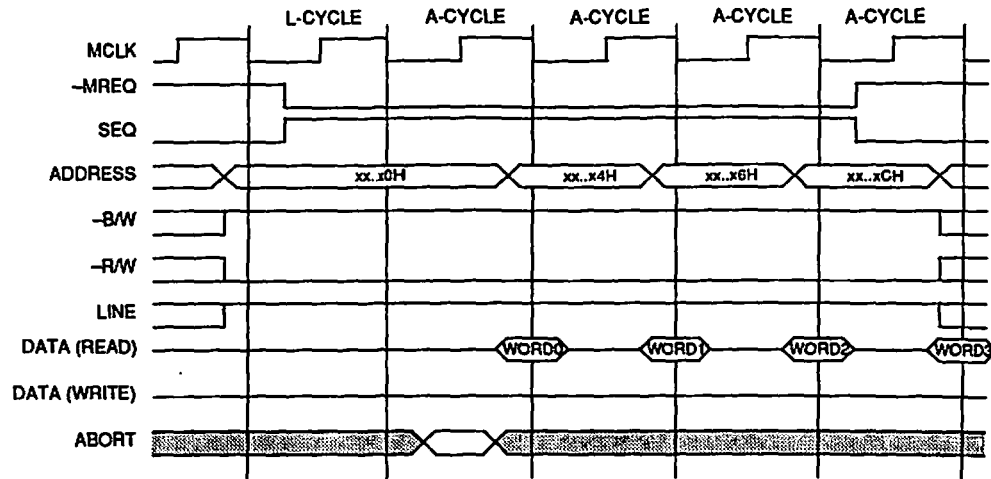 L-CYCLE A-CYCLE A-CYCLE A-CYCLE A-CYCLE
MCLK
–MREQ
SEQ
ADDRESS xx..x0H xx..x4H xx..x6H xx..xCH
–B/W
–R/W
LINE
DATA (READ) WORD0 WORD1 WORD2 WORD3
DATA (WRITE)
ABORT